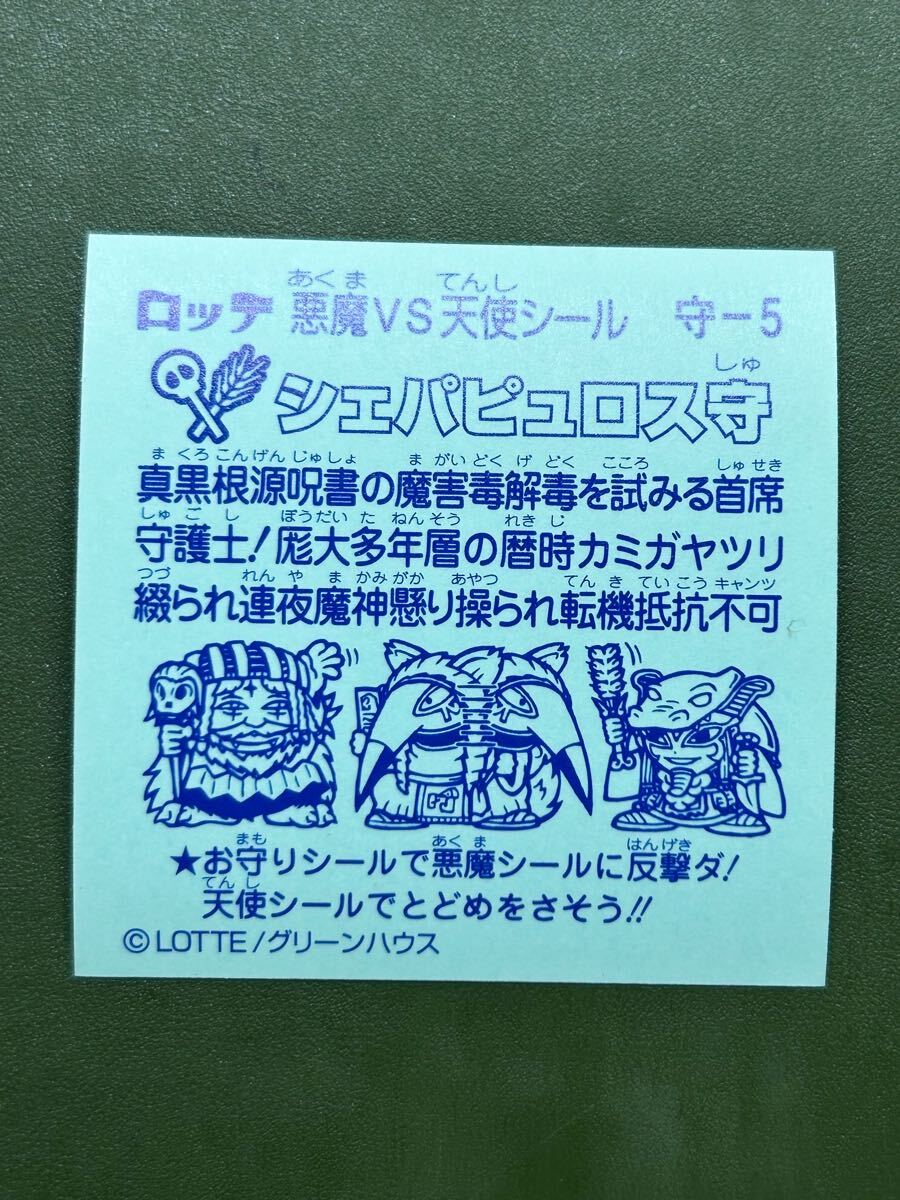 ロッテ 悪魔VS天使シール 守ー5
シェパピュロス守
真黒根源呪書の魔害毒解毒を試みる首席
守護士!厖大多年層の暦時カミガヤツリ
綴られ連夜魔神懸り操られ転機抵抗不可
★お守りシールで悪魔シールに反撃ダ!
天使シールでとどめをさそう!!
©LOTTE/グリーンハウス